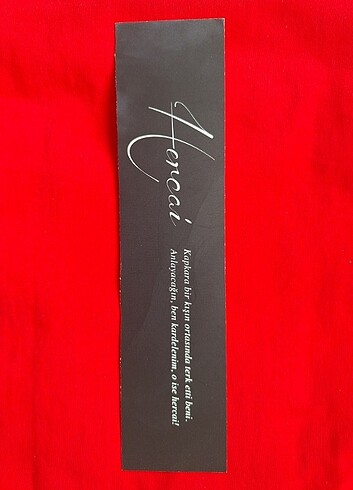 Hercai
Kapkara bir kışın ortasında terk etti beni.
Anlayacağın, ben kardelenim, o ise hercai!